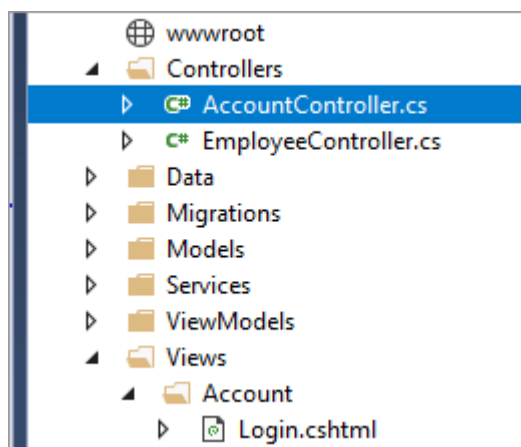 wwwroot
Controllers
C# AccountController.cs
C# EmployeeController.cs
Data
Migrations
Models
Services
ViewModels
Views
Account
Login.cshtml